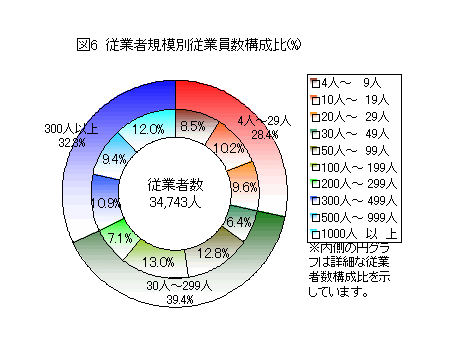 図6 従業者規模別従業員数構成比(%)
4人～29人
28.4%
30人～299人
39.4%
300人以上
32.3%
8.5%
10.2%
9.6%
6.4%
12.8%
13.0%
7.1%
10.9%
9.4%
12.0%
従業者数
34,743人
4人～ 9人
10人～ 19人
20人～ 29人
30人～ 49人
50人～ 99人
100人～ 199人
200人～ 299人
300人～ 499人
500人～ 999人
1000人 以 上
※内側の円グラ
フは詳細な従業
者数構成比を示
しています。